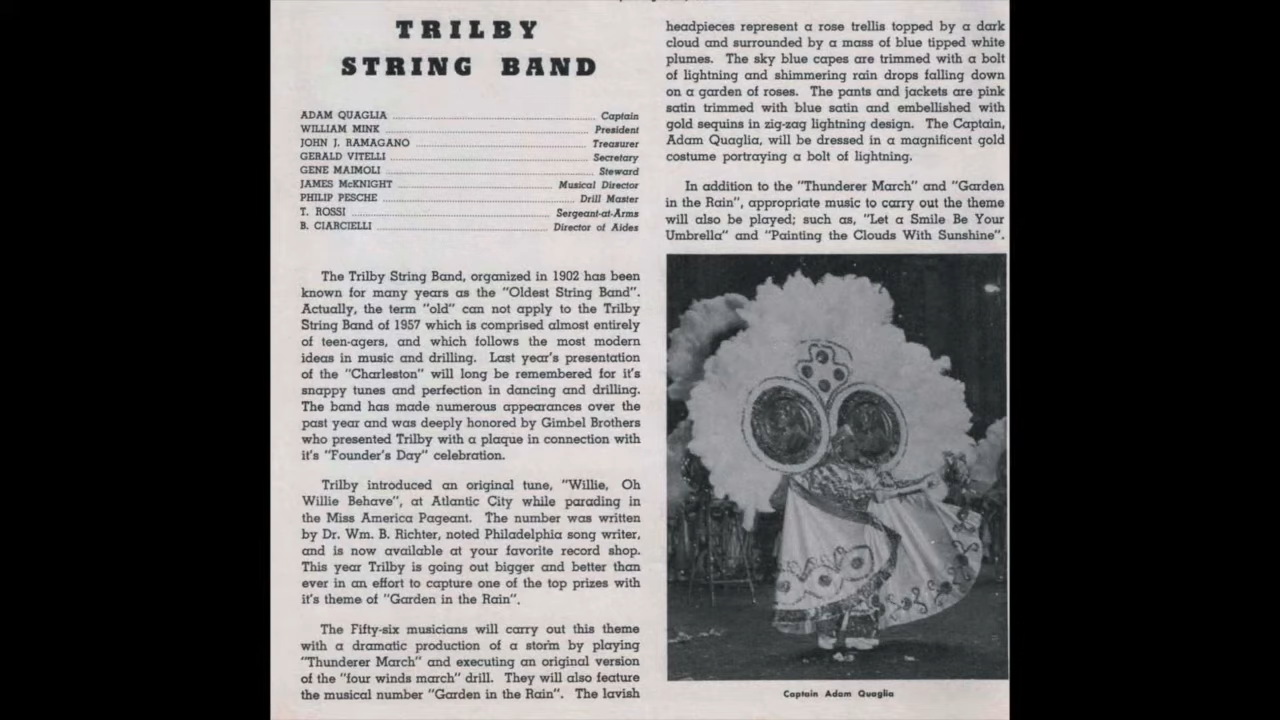 TRILBY
STRING BAND
ADAM QUAGLIA Captain
WILLIAM MINK President
JOHN J. RAMAGANO Treasurer
GERALD VITELLI Secretary
GENE MAIMOLI Steward
JAMES McKNIGHT Musical Director
PHILIP PESCHE Drill Master
T. ROSSI Sergeant-at-Arms
B. CIARCIELLI Director of Aides
The Trilby String Band, organized in 1902 has been
known for many years as the "Oldest String Band".
Actually, the term "old" can not apply to the Trilby
String Band of 1957 which is comprised almost entirely
of teen-agers, and which follows the most modern
ideas in music and drilling. Last year's presentation
of the "Charleston" will long be remembered for it's
snappy tunes and perfection in dancing and drilling.
The band has made numerous appearances over the
past year and was deeply honored by Gimbel Brothers
who presented Trilby with a plaque in connection with
it's "Founder's Day" celebration.
Trilby introduced an original tune, "Willie, Oh
Willie Behave", at Atlantic City while parading in
the Miss America Pageant. The number was written
by Dr. Wm. B. Richter, noted Philadelphia song writer,
and is now available at your favorite record shop.
This year Trilby is going out bigger and better than
ever in an effort to capture one of the top prizes with
it's theme of "Garden in the Rain".
The Fifty-six musicians will carry out this theme
with a dramatic production of a storm by playing
"Thunderer March" and executing an original version
of the "four winds march" drill. They will also feature
the musical number "Garden in the Rain". The lavish
headpieces represent a rose trellis topped by a dark
cloud and surrounded by a mass of blue tipped white
plumes. The sky blue capes are trimmed with a bolt
of lightning and shimmering rain drops falling down
on a garden of roses. The pants and jackets are pink
satin trimmed with blue satin and embellished with
gold sequins in zig-zag lightning design. The Captain,
Adam Quaglia, will be dressed in a magnificent gold
costume portraying a bolt of lightning.
In addition to the "Thunderer March" and "Garden
in the Rain", appropriate music to carry out the theme
will also be played; such as, "Let a Smile Be Your
Umbrella" and "Painting the Clouds With Sunshine".
Captain Adam Quaglia